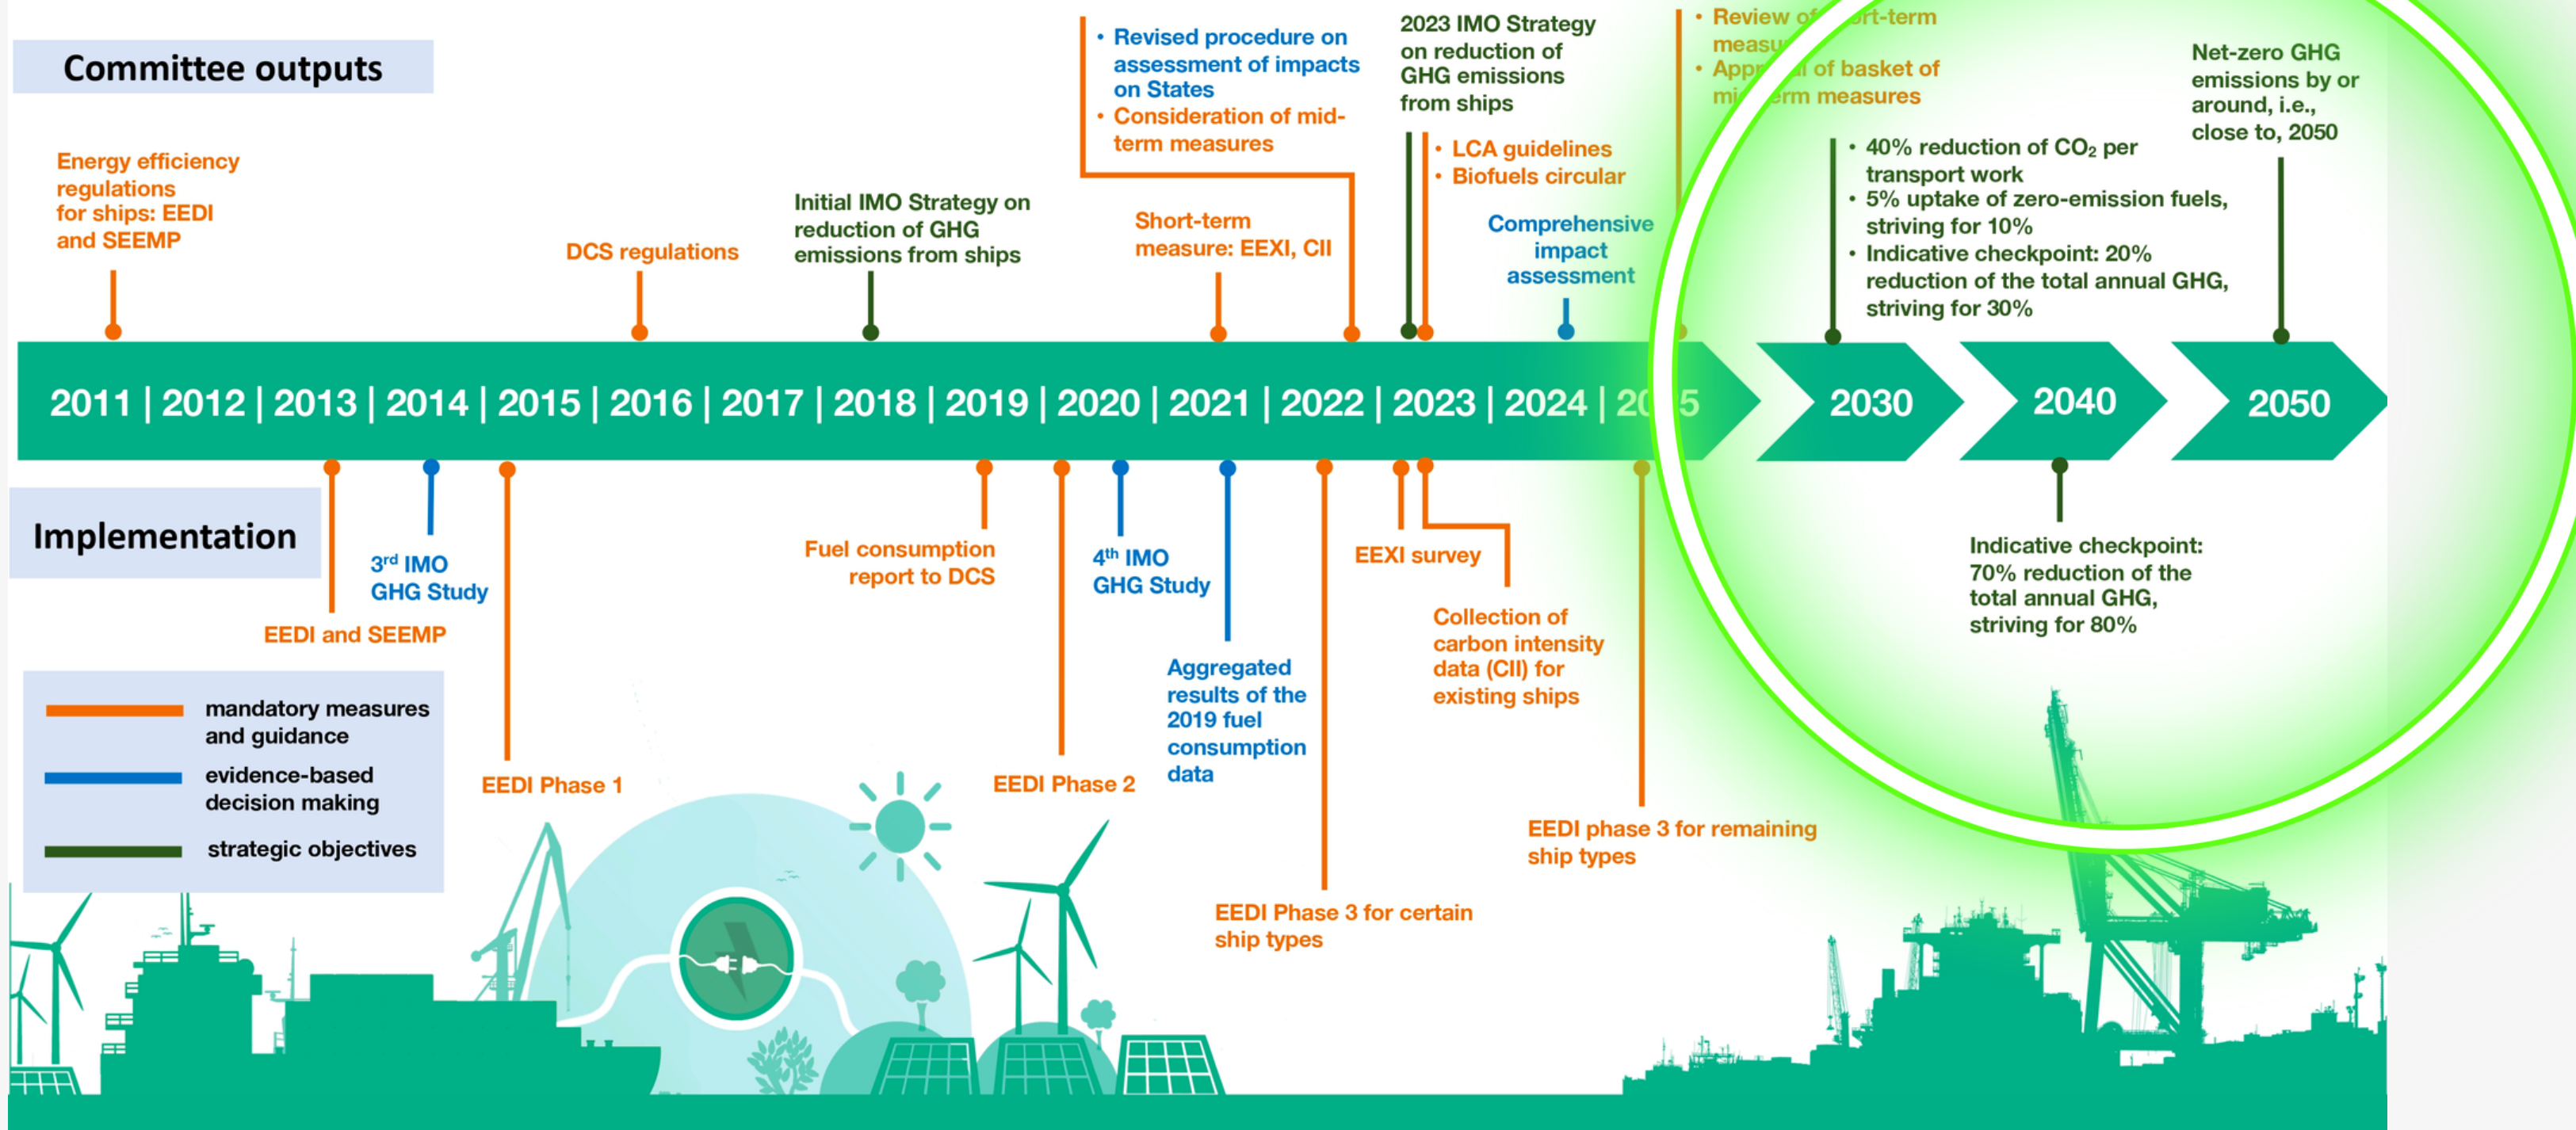 Committee outputs
Energy efficiency
regulations
for ships: EEDI
and SEEMP
DCS regulations
Initial IMO Strategy on
reduction of GHG
emissions from ships
• Revised procedure on
assessment of impacts
on States
• Consideration of mid-
term measures
Short-term
measure: EEXI, CII
2023 IMO Strategy
on reduction of
GHG emissions
from ships
• LCA guidelines
• Biofuels circular
Comprehensive
impact
assessment
• Review of
• of basket of
measures
• 40% reduction of CO₂ per
transport work
• 5% uptake of zero-emission fuels,
striving for 10%
• Indicative checkpoint: 20%
reduction of the total annual GHG,
striving for 30%
Net-zero GHG
emissions by or
around, i.e.,
close to, 2050
2011 | 2012 | 2013 | 2014 | 2015 | 2016 | 2017 | 2018 | 2019 | 2020 | 2021 | 2022 | 2023 | 2024 | 2025
2030
2040
2050
Implementation
EEDI and SEEMP
3rd IMO
GHG Study
EEDI Phase 1
Fuel consumption
report to DCS
EEDI Phase 2
4th IMO
GHG Study
Aggregated
results of the
2019 fuel
consumption
data
EEDI Phase 3 for certain
ship types
EEXI survey
Collection of
carbon intensity
data (CII) for
existing ships
EEDI phase 3 for remaining
ship types
Indicative checkpoint:
70% reduction of the
total annual GHG,
striving for 80%
mandatory measures
and guidance
evidence-based
decision making
strategic objectives